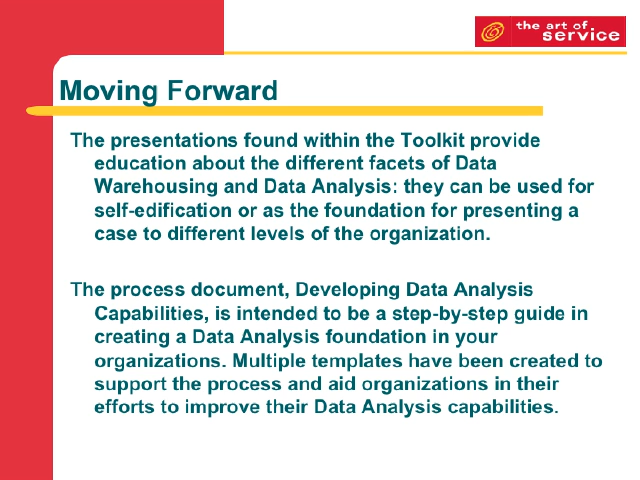 the art of
service
Moving Forward
The presentations found within the Toolkit provide
education about the different facets of Data
Warehousing and Data Analysis: they can be used for
self-edification or as the foundation for presenting a
case to different levels of the organization.
The process document, Developing Data Analysis
Capabilities, is intended to be a step-by-step guide in
creating a Data Analysis foundation in your
organizations. Multiple templates have been created to
support the process and aid organizations in their
efforts to improve their Data Analysis capabilities.